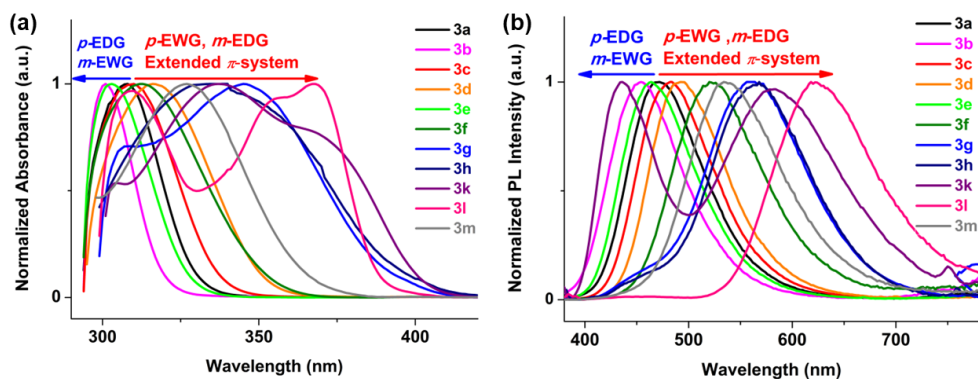 (a)
p-EDG
m-EWG
p-EWG, m-EDG
Extended π-system
3a
3b
3c
3d
3e
3f
3g
3h
3k
3l
3m
1
0
Normalized Absorbance (a.u.)
300
350
400
Wavelength (nm)
(b)
p-EDG
m-EWG
p-EWG ,m-EDG
Extended π-system
3a
3b
3c
3d
3e
3f
3g
3h
3k
3l
3m
1
0
Normalized PL Intensity (a.u.)
400
500
600
700
Wavelength (nm)